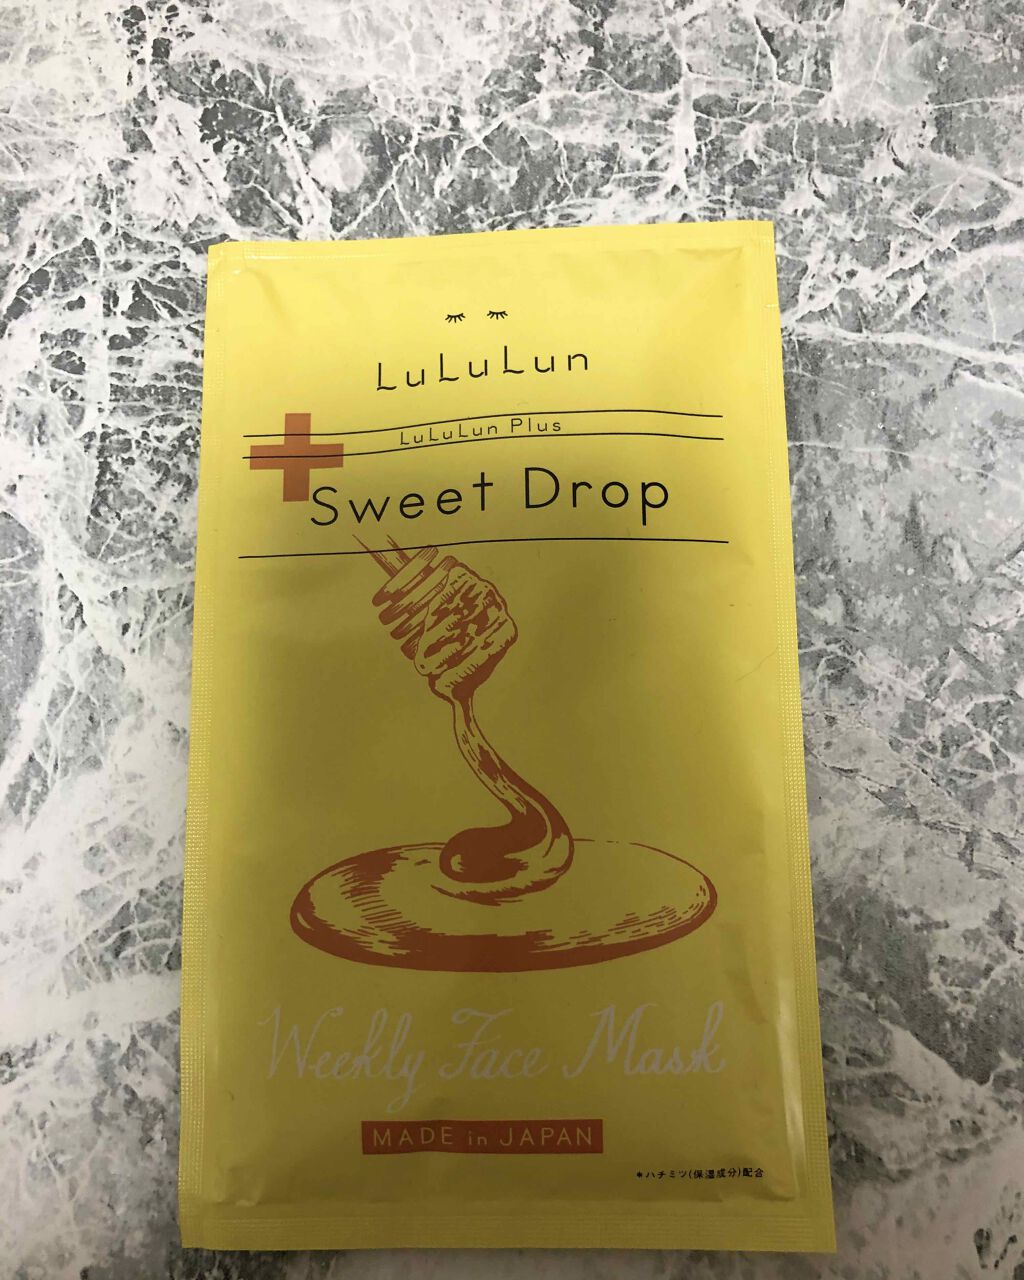 LuLuLun
LuLuLun Plus
Sweet Drop
Weekly Face Mask
MADE in JAPAN
*ハチミツ(保湿成分)配合